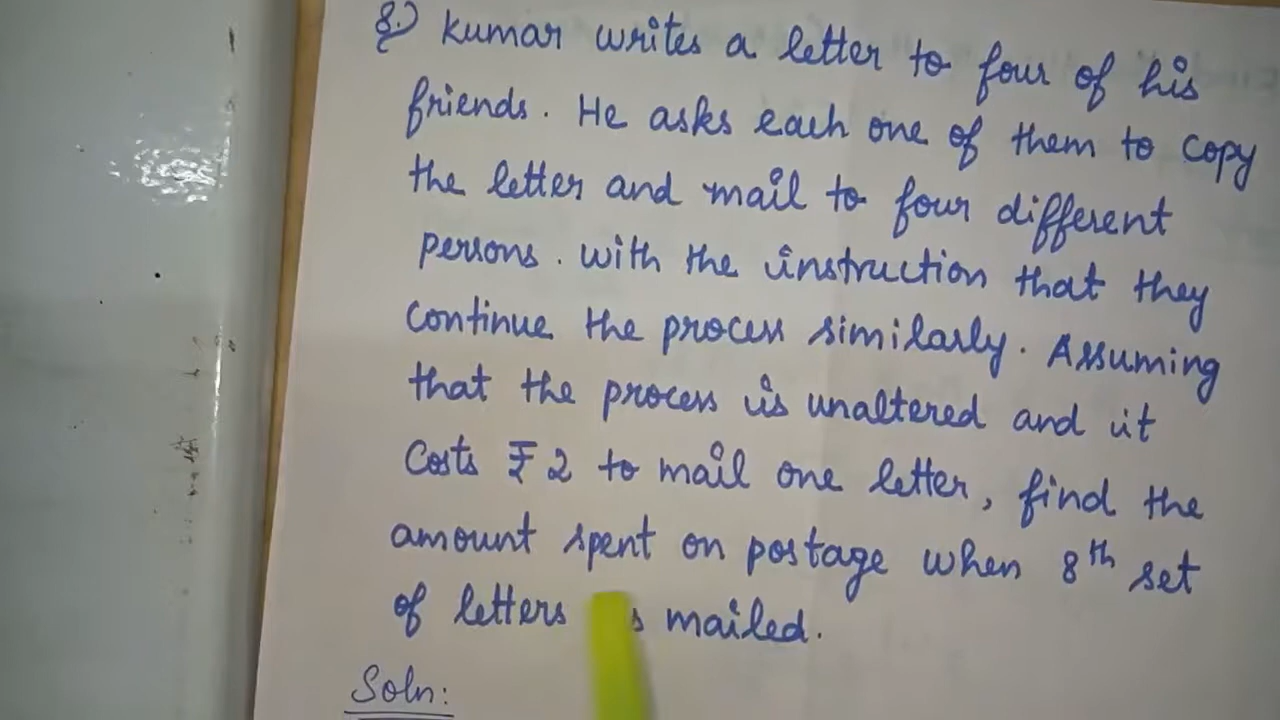 8.) Kumar writes a letter to four of his
friends. He asks each one of them to copy
the letter and mail to four different
persons. With the instruction that they
continue the process similarly. Assuming
that the process is unaltered and it
costs ₹ 2 to mail one letter, find the
amount spent on postage when 8th set
of letters is mailed.
Soln: